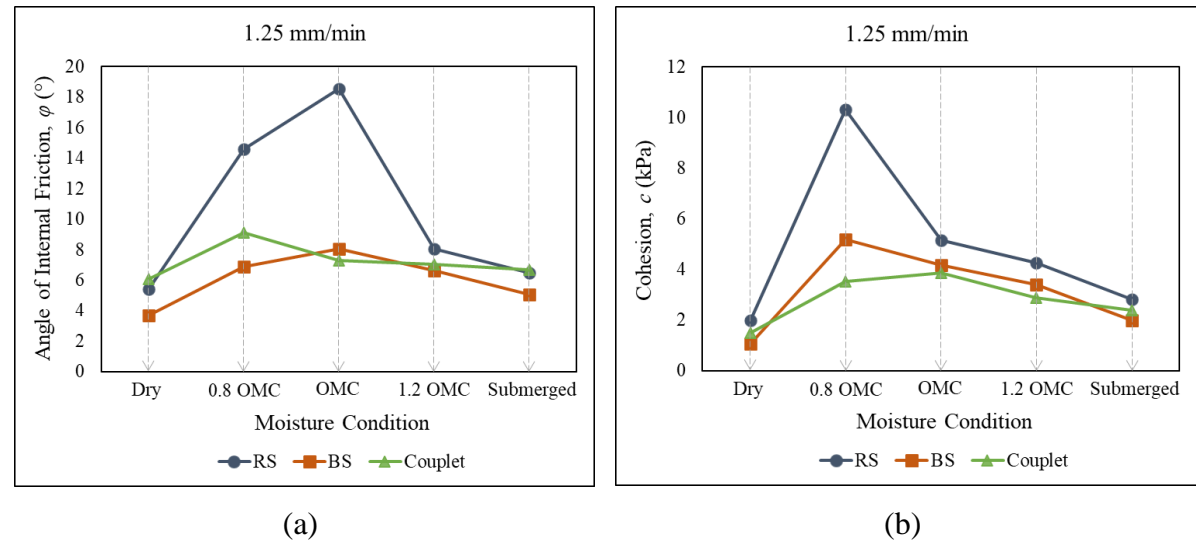 1.25 mm/min
20
18
16
14
12
10
8
6
4
2
0
Angle of Internal Friction, φ (°)
Dry 0.8 OMC OMC 1.2 OMC Submerged
Moisture Condition
RS BS Couplet
(a)
1.25 mm/min
12
10
8
6
4
2
0
Cohesion, c (kPa)
Dry 0.8 OMC OMC 1.2 OMC Submerged
Moisture Condition
RS BS Couplet
(b)